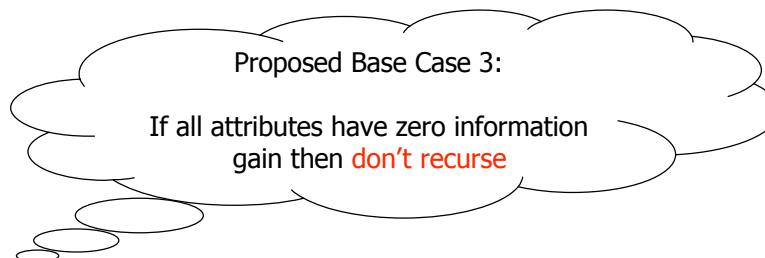 Proposed Base Case 3:
If all attributes have zero information
gain then don’t recurse